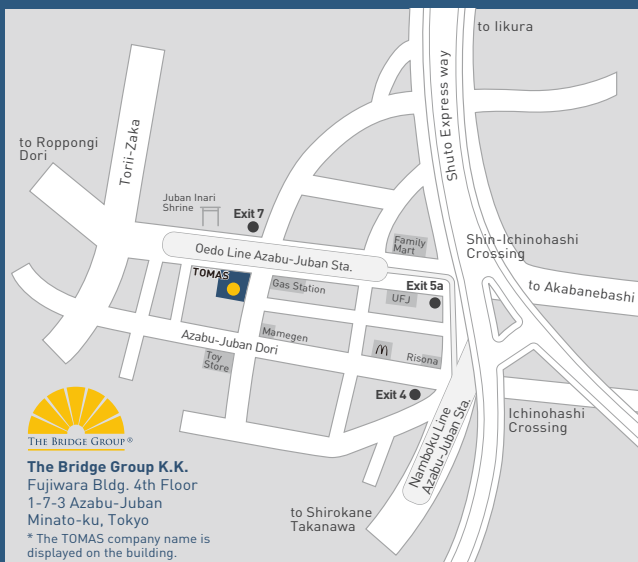 to Iikura
Shuto Express way
to Roppongi
Dori
Torii-Zaka
Juban Inari
Shrine
Exit 7
Oedo Line Azabu-Juban Sta.
Family
Mart
Shin-Ichinohashi
Crossing
to Akabanebashi
TOMAS
Gas Station
Exit 5a
UFJ
Mamegen
Azabu-Juban Dori
Toy
Store
Risona
Exit 4
Namboku Line
Azabu-Juban Sta.
Ichinohashi
Crossing
to Shirokane
Takanawa
THE BRIDGE GROUP®
The Bridge Group K.K.
Fujiwara Bldg. 4th Floor
1-7-3 Azabu-Juban
Minato-ku, Tokyo
* The TOMAS company name is
displayed on the building.